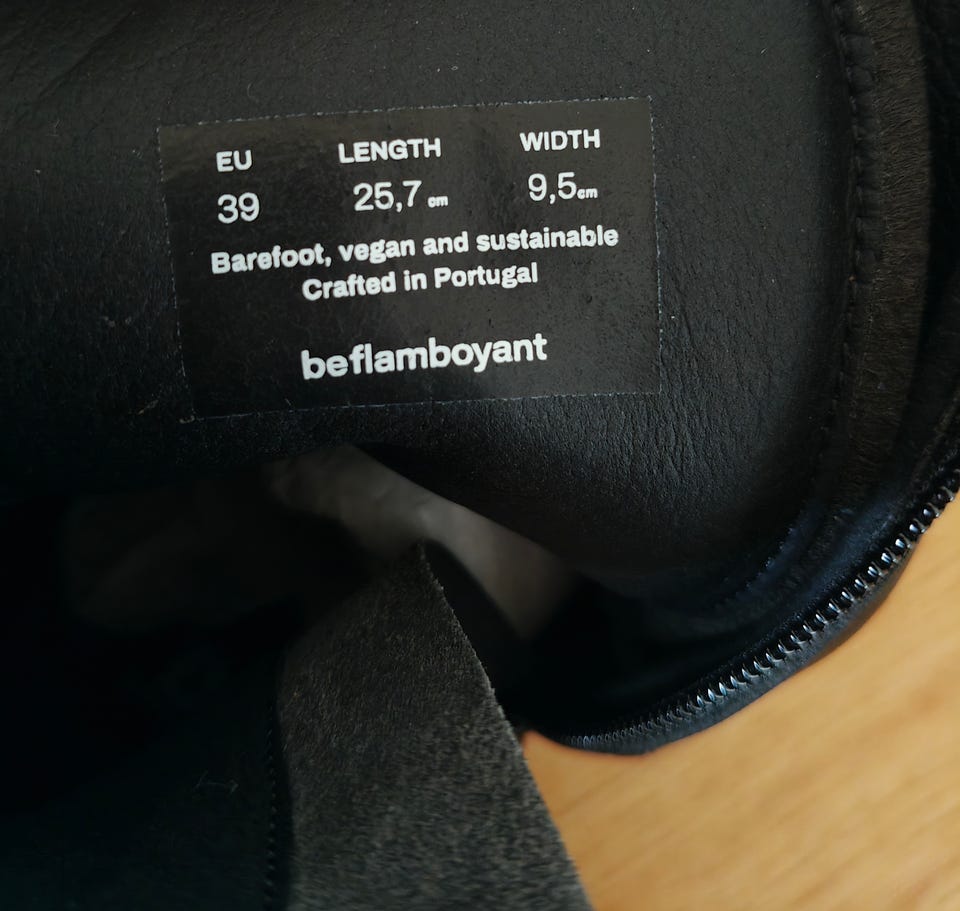 EU LENGTH WIDTH
39 25,7 cm 9,5cm
Barefoot, vegan and sustainable
Crafted in Portugal
beflamboyant